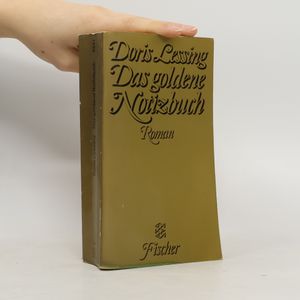 Doris Lessing
Das goldene
Notizbuch
Roman
Fischer